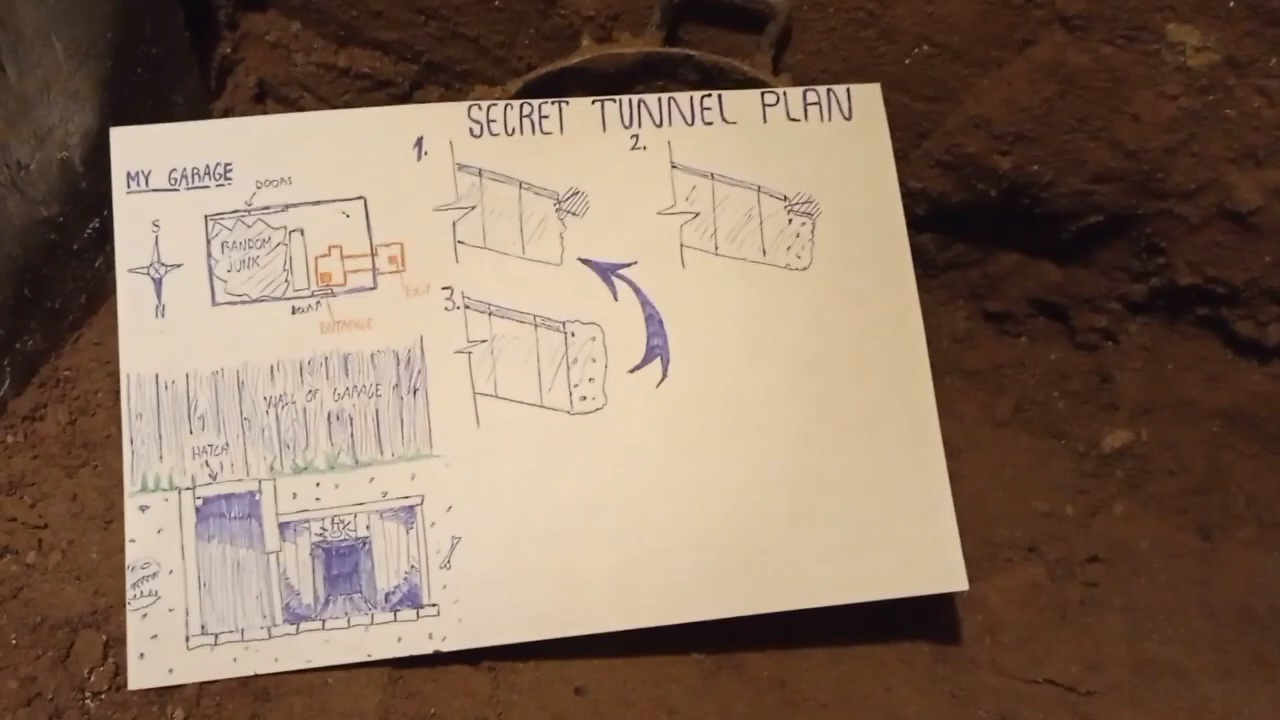 SECRET TUNNEL PLAN
MY GARAGE
1.
2.
DOORS
S
RANDOM
JUNK
N
DOOR
EXIT
ENTRANCE
3.
WALL OF GARAGE
HATCH